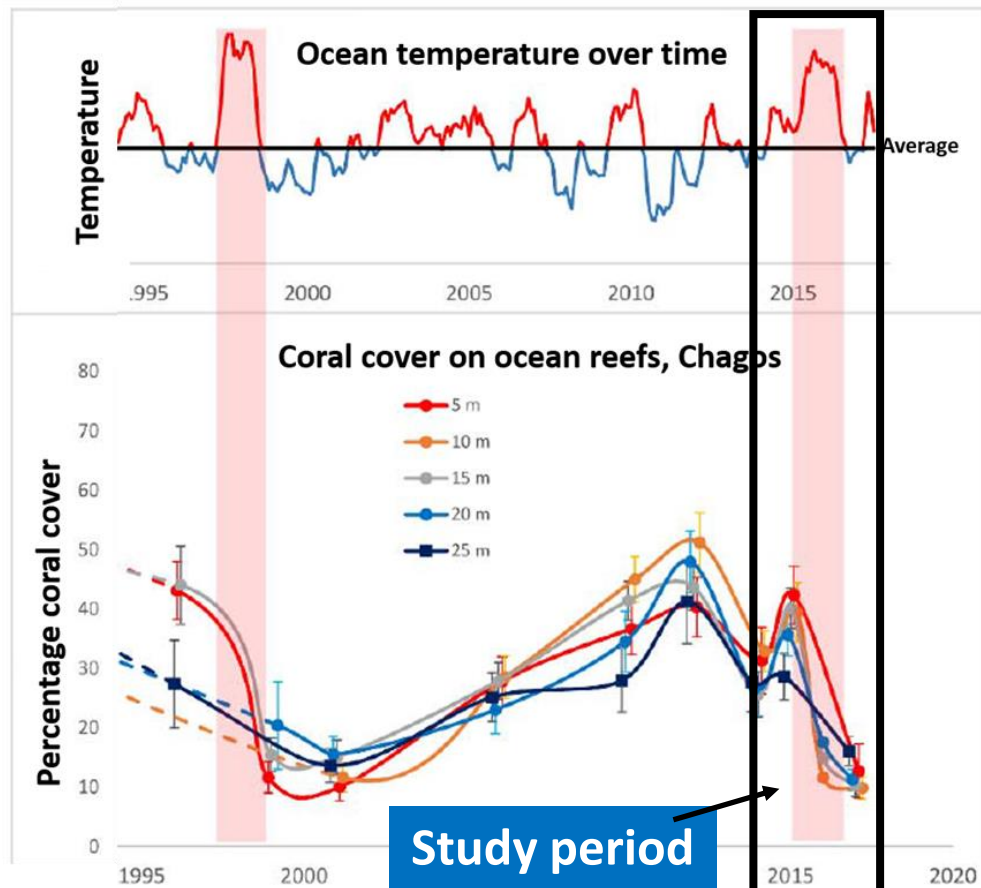 Ocean temperature over time
Temperature
Average
.995 2000 2005 2010 2015
Coral cover on ocean reefs, Chagos
80
70
60
50
40
30
20
10
0
5 m
10 m
15 m
20 m
25 m
Percentage coral cover
Study period
1995 2000 2015 2020